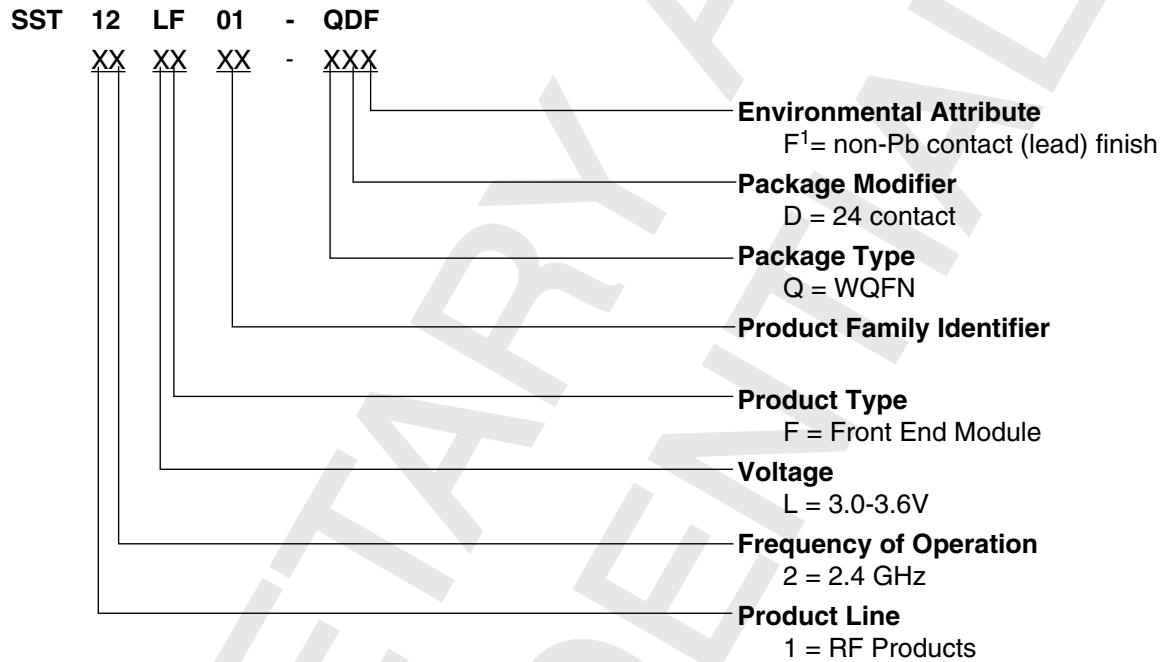 SST 12 LF 01 - QDF
XX XX XX - XXX
Environmental Attribute
F1= non-Pb contact (lead) finish
Package Modifier
D = 24 contact
Package Type
Q = WQFN
Product Family Identifier
Product Type
F = Front End Module
Voltage
L = 3.0-3.6V
Frequency of Operation
2 = 2.4 GHz
Product Line
1 = RF Products